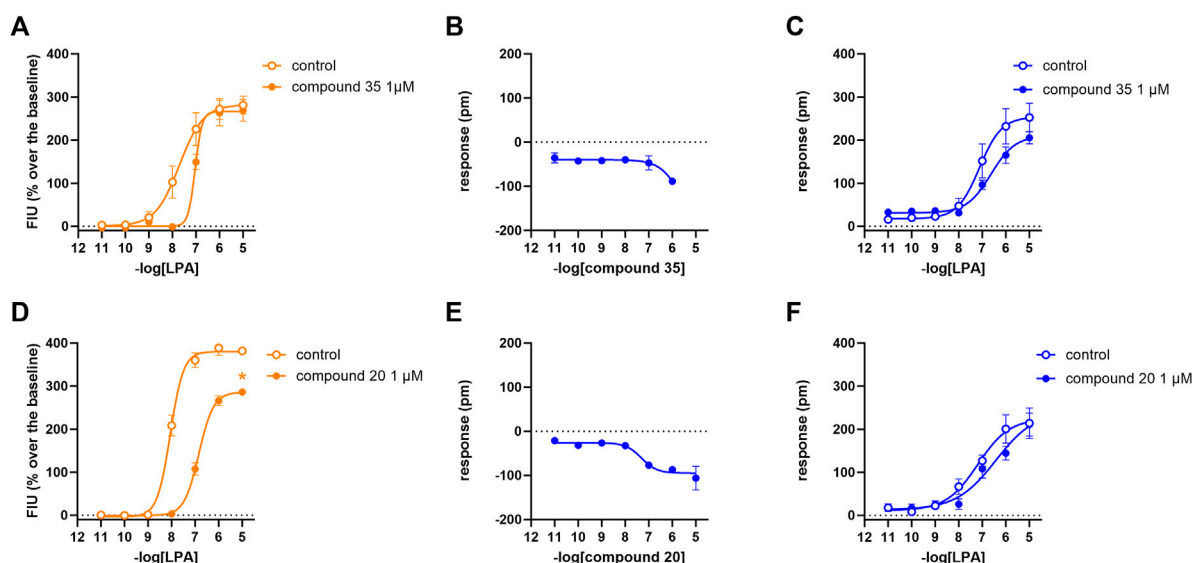 A
FIU (% over the baseline)
400
300
200
100
0
12 11 10 9 8 7 6 5
-log[LPA]
control
compound 35 1µM
B
response (pm)
200
100
0
-100
-200
12 11 10 9 8 7 6 5
-log[compound 35]
C
response (pm)
400
300
200
100
0
12 11 10 9 8 7 6 5
-log[LPA]
control
compound 35 1 µM
D
FIU (% over the baseline)
400
300
200
100
0
12 11 10 9 8 7 6 5
-log[LPA]
control
compound 20 1 µM
*
E
response (pm)
200
100
0
-100
-200
12 11 10 9 8 7 6 5
-log[compound 20]
F
response (pm)
400
300
200
100
0
12 11 10 9 8 7 6 5
-log[LPA]
control
compound 20 1 µM